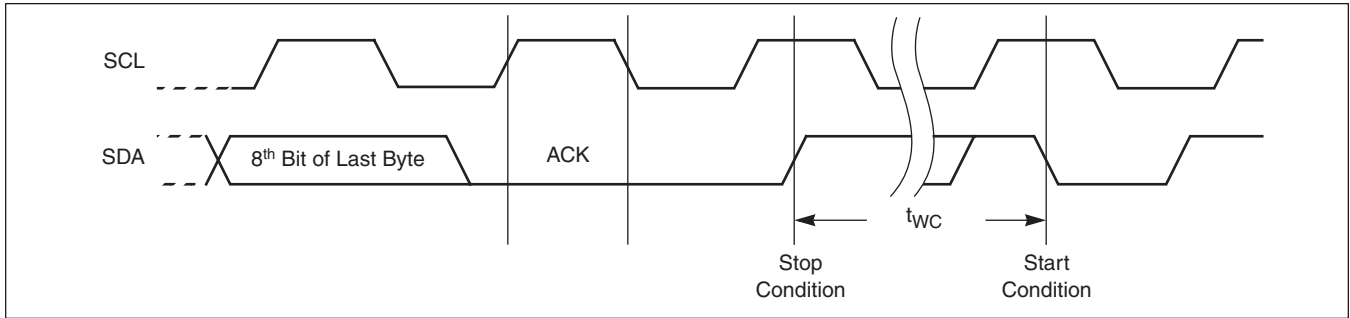 SCL
SDA
8th Bit of Last Byte
ACK
tWC
Stop
Condition
Start
Condition